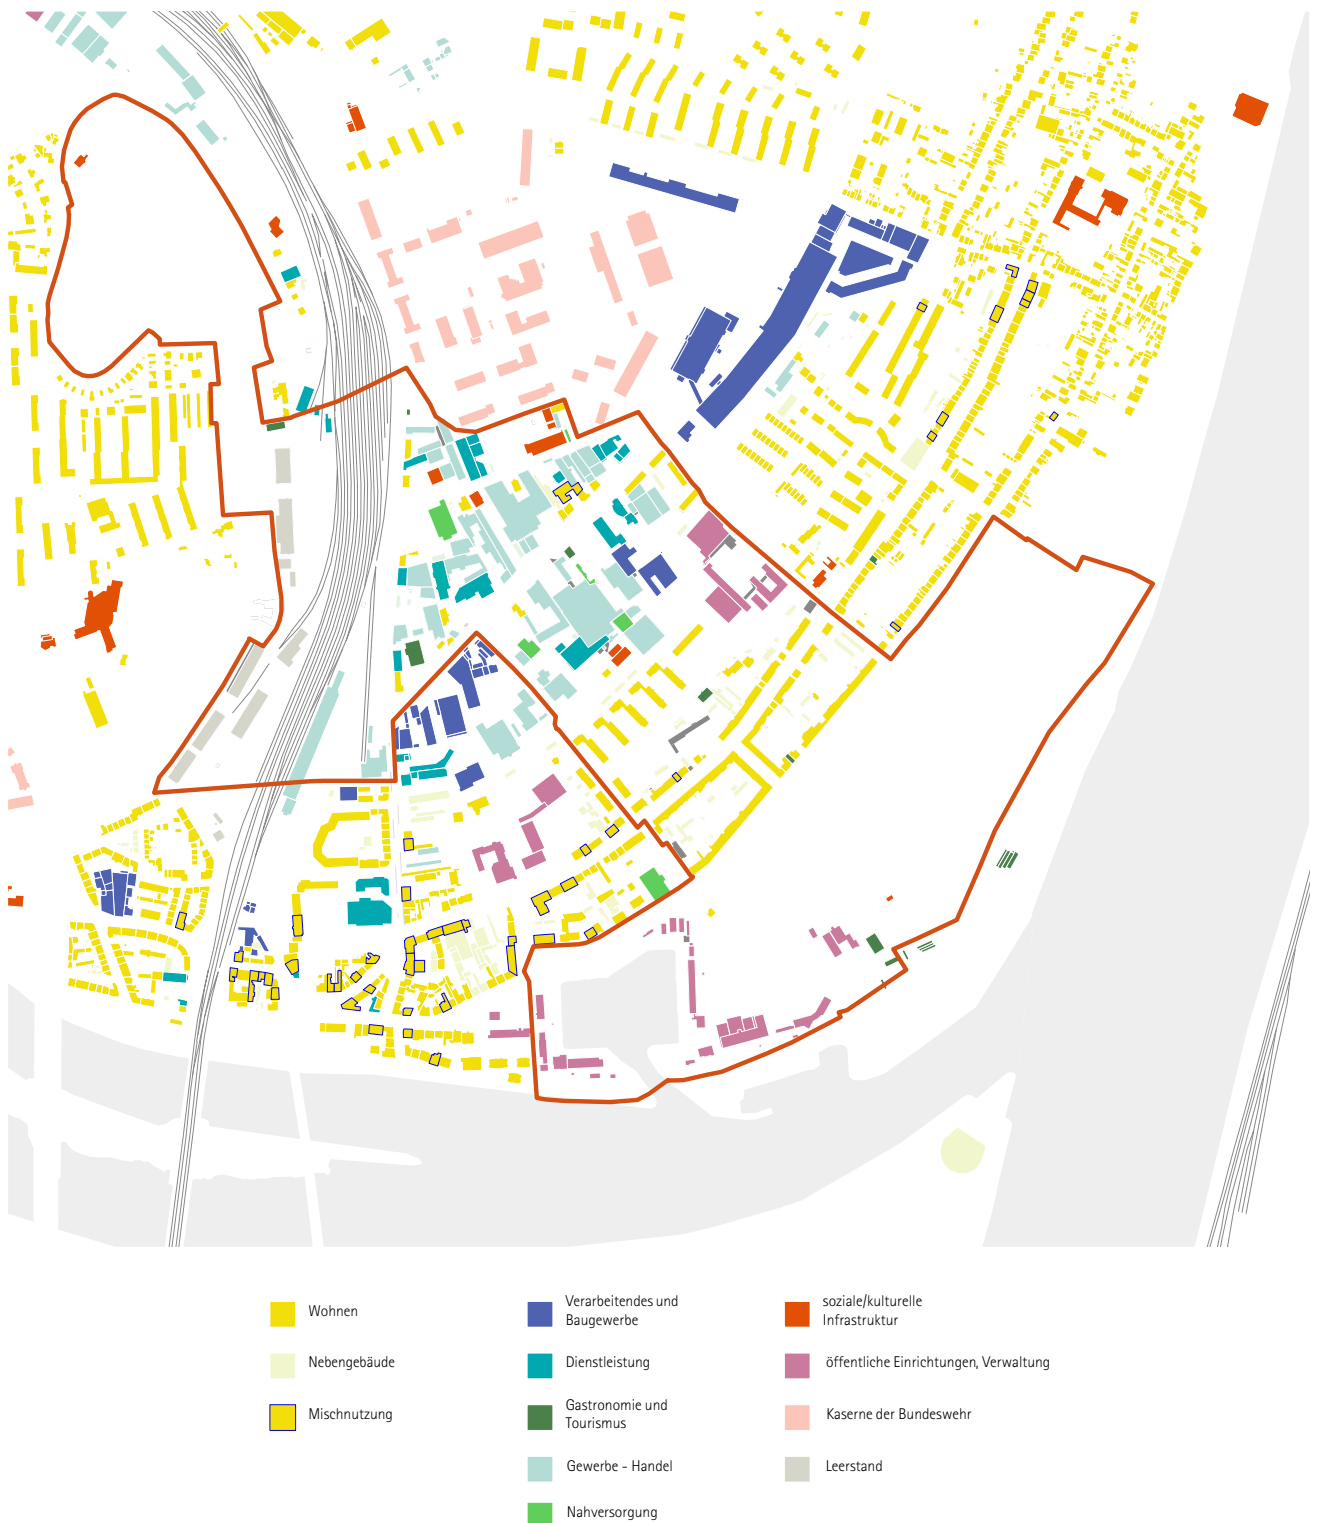 Wohnen
Nebengebäude
Mischnutzung
Verarbeitendes und
Baugewerbe
Dienstleistung
Gastronomie und
Tourismus
Gewerbe - Handel
Nahversorgung
soziale/kulturelle
Infrastruktur
öffentliche Einrichtungen, Verwaltung
Kaserne der Bundeswehr
Leerstand